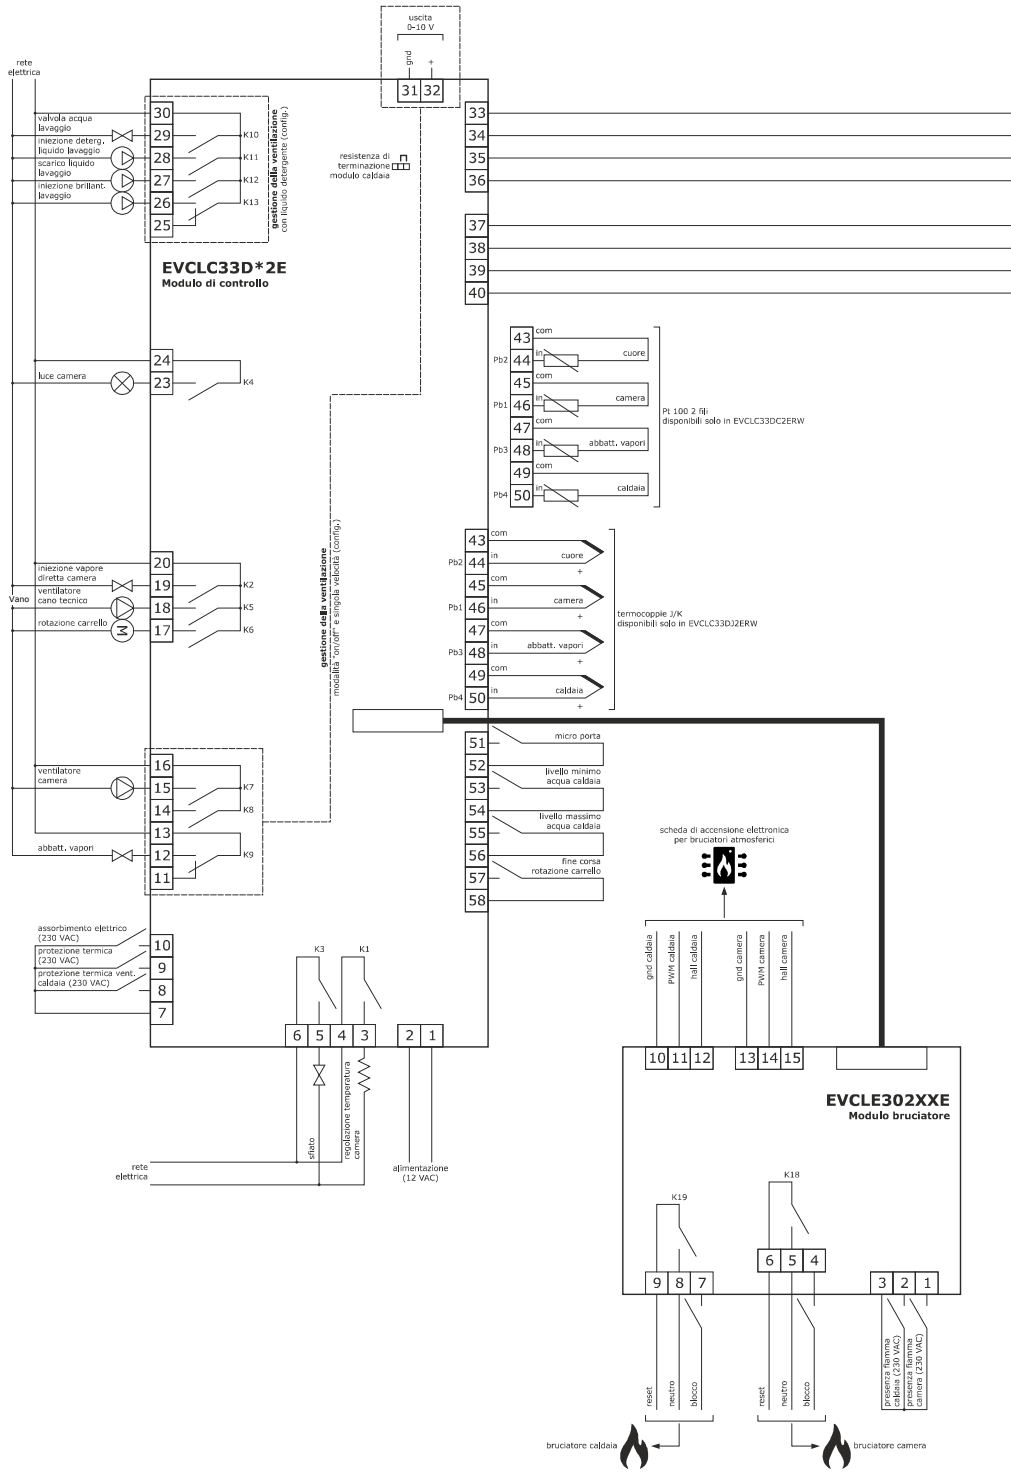 uscita
0-10 V
gnd
+
31
32
rete
elettrica
30
valvola acqua
lavaggio
29
K10
iniezione deterg.
liquido lavaggio
28
K11
scarico liquido
lavaggio
27
K12
iniezione brillant.
lavaggio
26
K13
25
gestione della ventilazione
con liquido detergente (config.)
resistenza di
terminazione
modulo caldaia
33
34
35
36
37
38
39
40
EVCLC33D*2E
Modulo di controllo
24
luce camera
23
K4
43
com
Pb2
44
in
cuore
45
com
Pb1
46
in
camera
47
com
Pb3
48
in
abbatt. vapori
49
com
Pb4
50
in
caldaia
Pt 100 2 fili
disponibili solo in EVCLC33DC2ERW
20
iniezione vapore
diretta camera
19
K2
Vano
ventilatore
cano tecnico
18
K5
rotazione carrello
M
17
K6
gestione della ventilazione
modalità "on/off" e singola velocità (config.)
43
com
Pb2
44
in
cuore
+
45
com
Pb1
46
in
camera
+
47
com
Pb3
48
in
abbatt. vapori
+
49
com
Pb4
50
in
caldaia
+
termocoppie J/K
disponibili solo in EVCLC33DJ2ERW
51
micro porta
52
53
livello minimo
acqua caldaia
54
55
livello massimo
acqua caldaia
56
57
fine corsa
rotazione carrello
58
16
ventilatore
camera
15
K7
14
K8
13
abbatt. vapori
12
K9
11
assorbimento elettrico
(230 VAC)
10
protezione termica
(230 VAC)
9
protezione termica vent.
caldaia (230 VAC)
8
7
K3
K1
6
5
4
3
2
1
sfiato
regolazione temperatura
camera
rete
elettrica
alimentazione
(12 VAC)
scheda di accensione elettronica
per bruciatori atmosferici
gnd caldaia
PWM caldaia
hall caldaia
gnd camera
PWM camera
hall camera
10
11
12
13
14
15
EVCLE302XXE
Modulo bruciatore
K19
K18
6
5
4
9
8
7
3
2
1
reset
neutro
blocco
reset
neutro
blocco
presenza fiamma
caldaia (230 VAC)
presenza fiamma
camera (230 VAC)
bruciatore caldaia
bruciatore camera